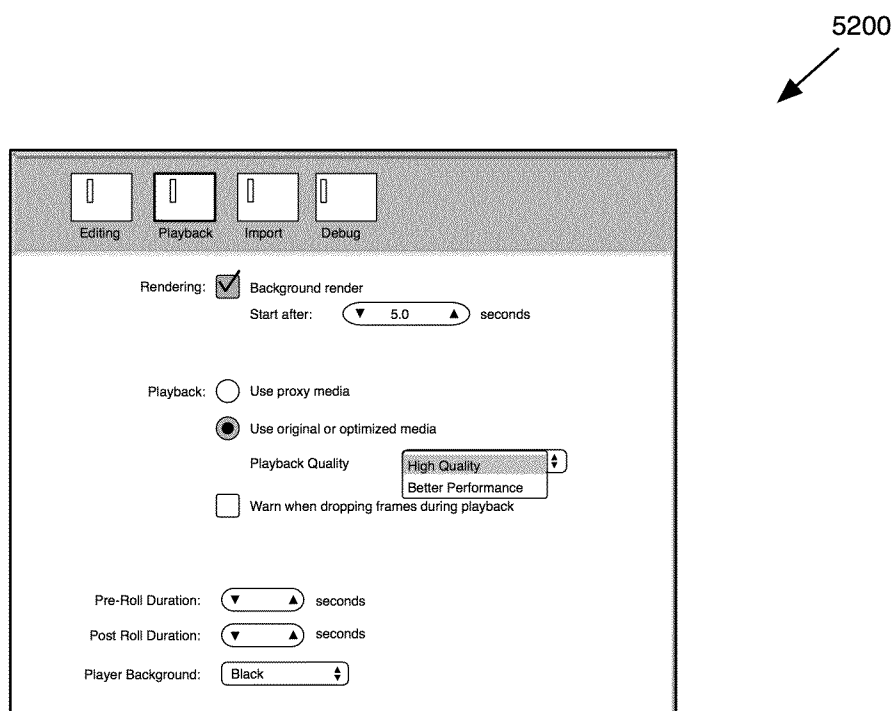 5200
Editing Playback Import Debug
Rendering: Background render
Start after: 5.0 seconds
Playback: Use proxy media
Use original or optimized media
Playback Quality High Quality
Better Performance
Warn when dropping frames during playback
Pre-Roll Duration: seconds
Post Roll Duration: seconds
Player Background: Black